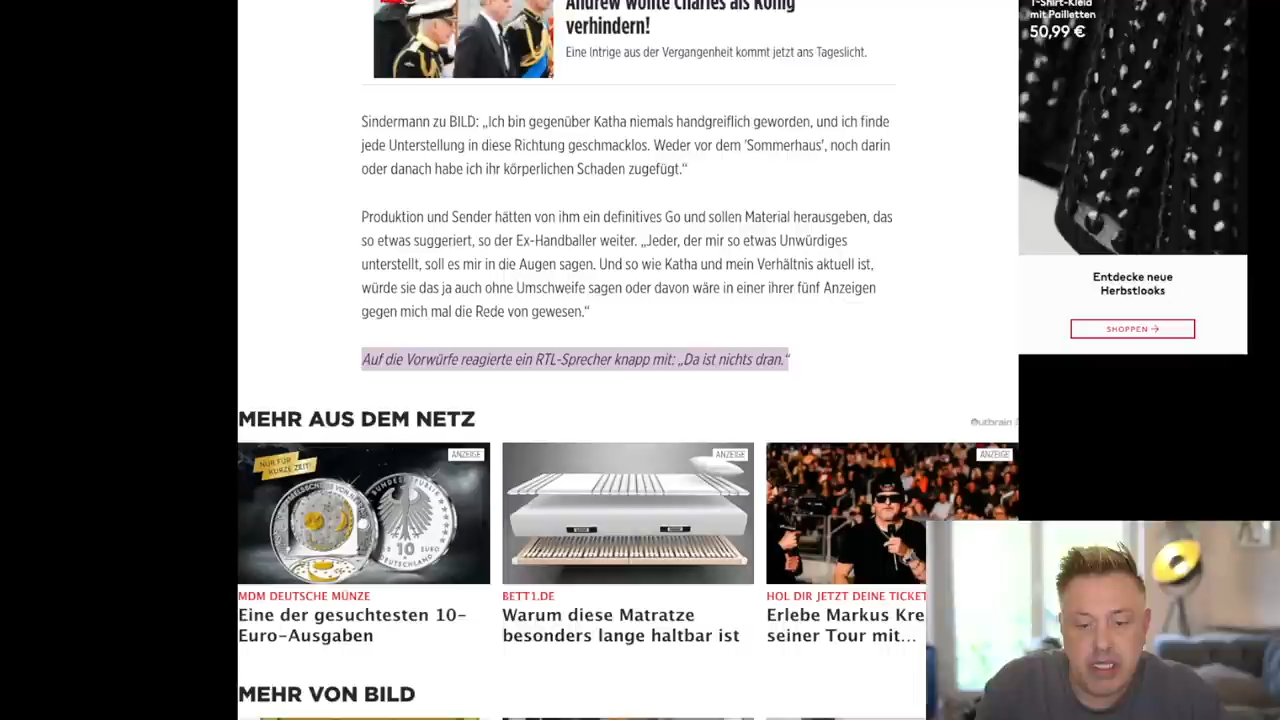 Andrew wollte Charles als König
verhindern!
Eine Intrige aus der Vergangenheit kommt jetzt ans Tageslicht.
T-Shirt-Kleid
mit Pailletten
50,99 €
Sindermann zu BILD: „Ich bin gegenüber Katha niemals handgreiflich geworden, und ich finde
jede Unterstellung in diese Richtung geschmacklos. Weder vor dem 'Sommerhaus', noch darin
oder danach habe ich ihr körperlichen Schaden zugefügt.“
Produktion und Sender hätten von ihm ein definitives Go und sollen Material herausgeben, das
so etwas suggeriert, so der Ex-Handballer weiter. „Jeder, der mir so etwas Unwürdiges
unterstellt, soll es mir in die Augen sagen. Und so wie Katha und mein Verhältnis aktuell ist,
würde sie das ja auch ohne Umschweife sagen oder davon wäre in einer ihrer fünf Anzeigen
gegen mich mal die Rede von gewesen.“
Entdecke neue
Herbstlooks
SHOPPEN →
Auf die Vorwürfe reagierte ein RTL-Sprecher knapp mit: „Da ist nichts dran.“
MEHR AUS DEM NETZ
Outbrain
NUR FÜR
KURZE ZEIT!
ANZEIGE
10 EURO
DEUTSCHLAND
ANZEIGE
ANZEIGE
MDM DEUTSCHE MÜNZE
Eine der gesuchtesten 10-
Euro-Ausgaben
BETT1.DE
Warum diese Matratze
besonders lange haltbar ist
HOL DIR JETZT DEINE TICKET
Erlebe Markus Kre
seiner Tour mit...
MEHR VON BILD